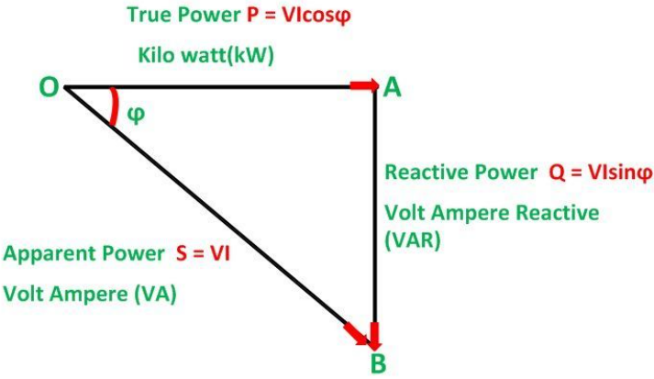 True Power P = VIcosφ
Kilo watt(kW)
O
A
φ
Reactive Power Q = VIsinφ
Volt Ampere Reactive
(VAR)
Apparent Power S = VI
Volt Ampere (VA)
B